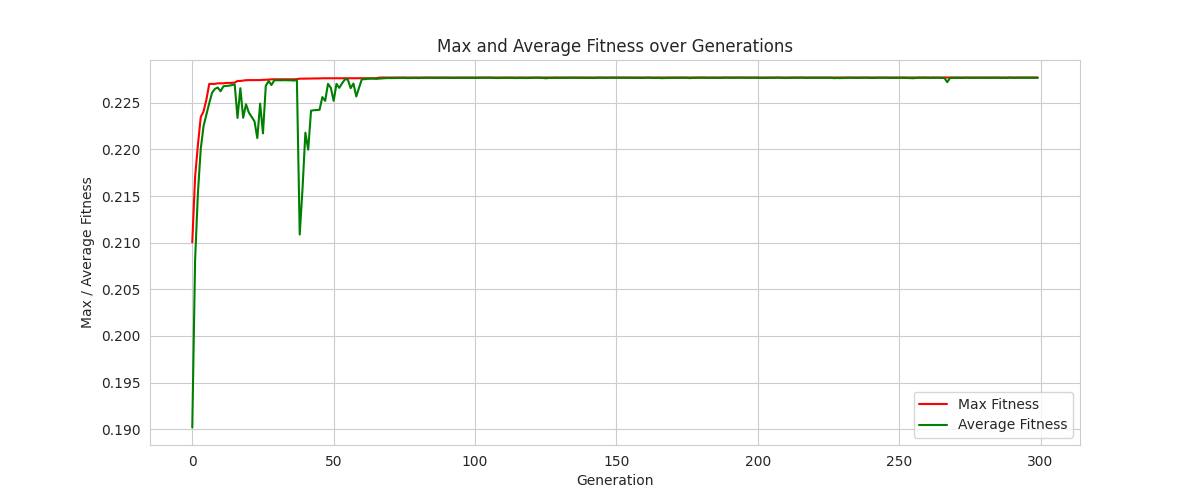 Max and Average Fitness over Generations
Max / Average Fitness
0.225
0.220
0.215
0.210
0.205
0.200
0.195
0.190
0 50 100 150 200 250 300
Generation
Max Fitness
Average Fitness